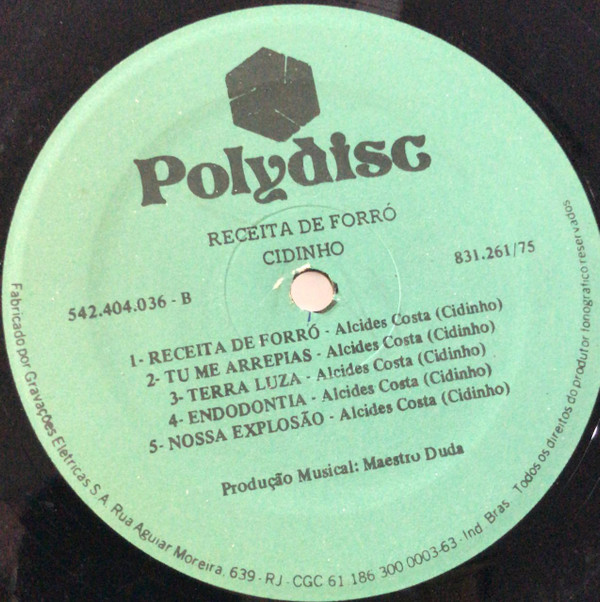 Polydisc
RECEITA DE FORRÓ
CIDINHO
542.404.036 - B
831.261/75
1- RECEITA DE FORRÓ - Alcides Costa (Cidinho)
2- TU ME ARREPIAS - Alcides Costa (Cidinho)
3- TERRA LUZA - Alcides Costa (Cidinho)
4- ENDODONTIA - Alcides Costa (Cidinho)
5- NOSSA EXPLOSÃO - Alcides Costa (Cidinho)
Produção Musical: Maestro Duda
Fabricado por Gravações Eletricas S.A. Rua Aguiar Moreira, 639 - RJ - CGC 61 186 300 0003-63 - Ind. Bras. Todos os direitos do produtor fonografico reservados